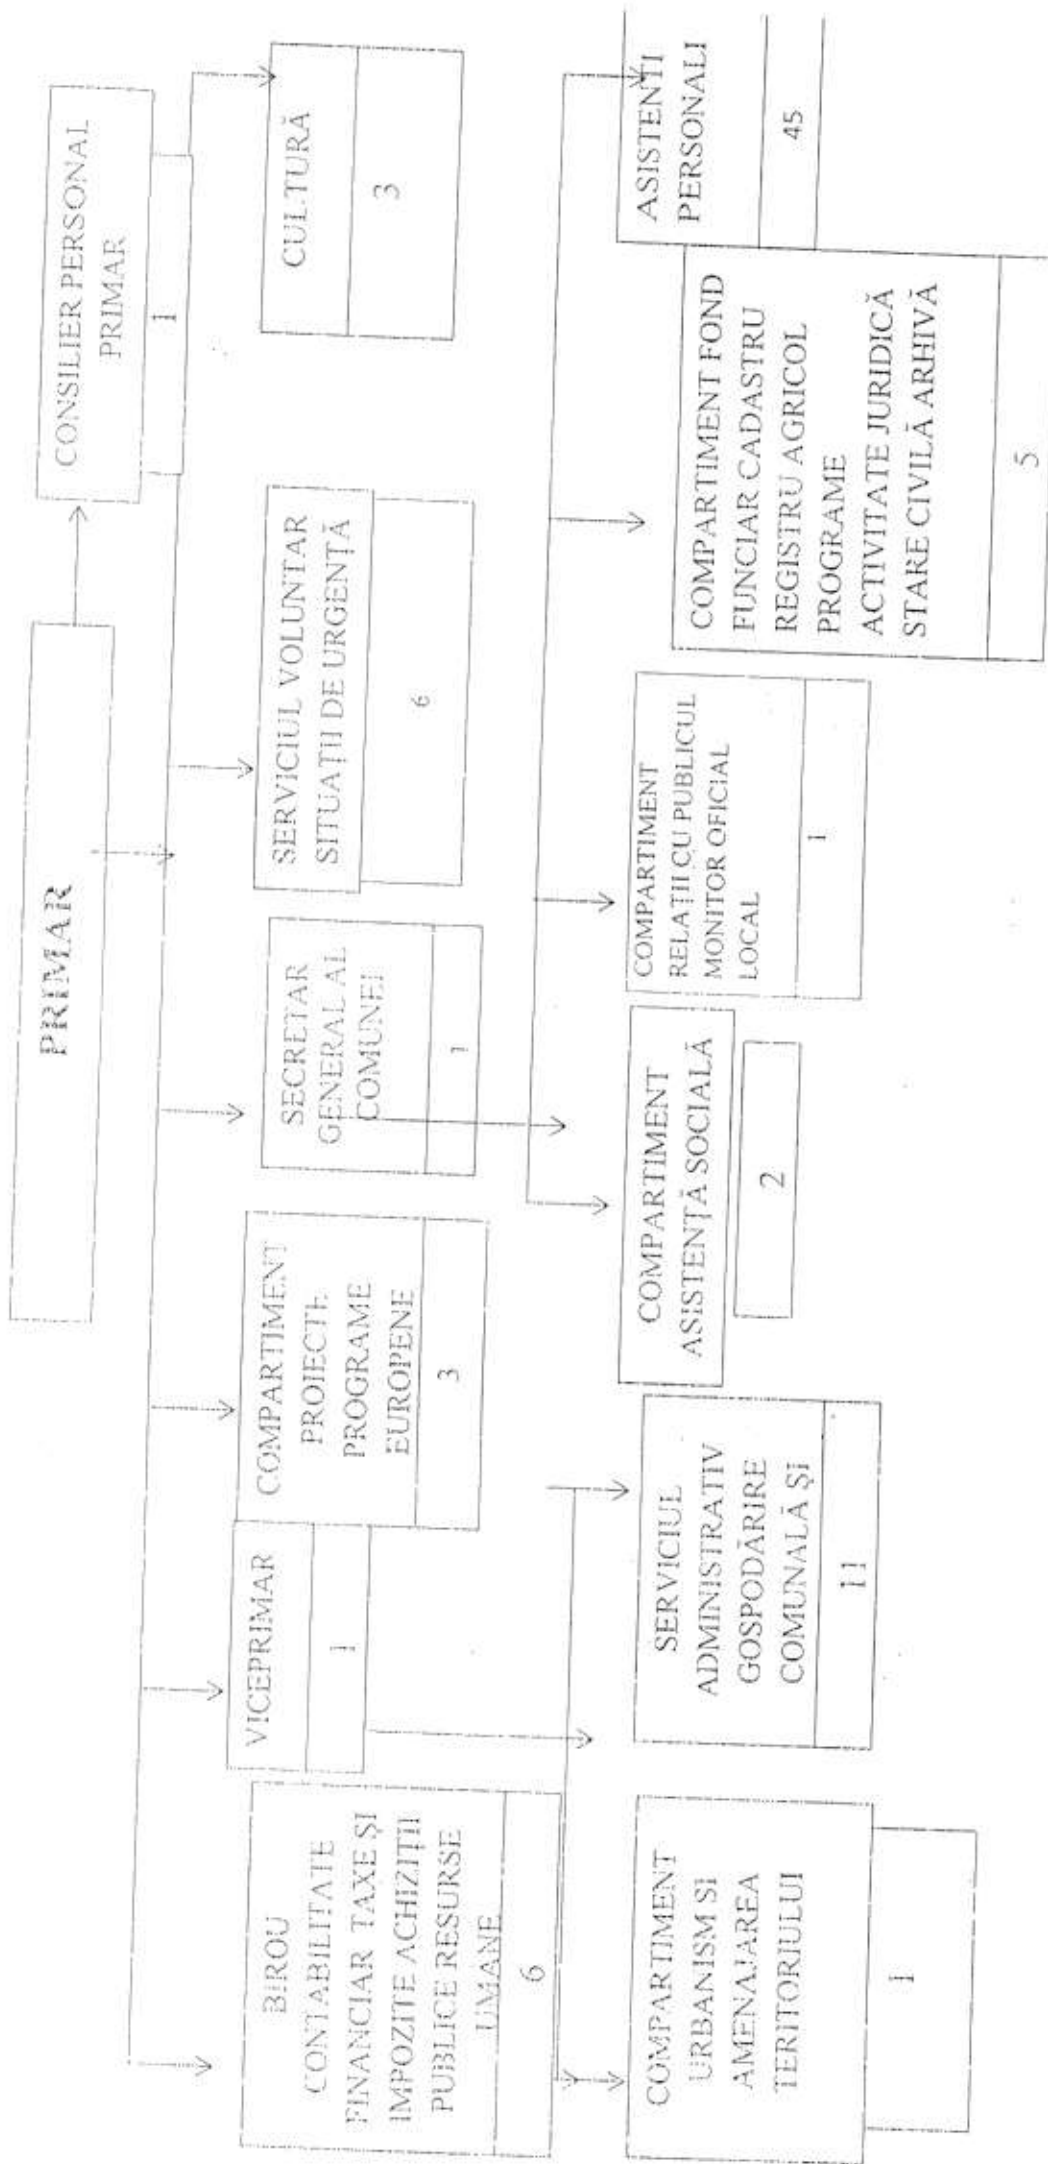 PRIMAR
CONSILIER PERSONAL
PRIMAR
1
BIROU
CONTABILITATE
FINANCIAR TAXE ȘI
IMPOZITE ACHIZIȚII
PUBLICE RESURSE
UMANE
6
VICEPRIMAR
1
COMPARTIMENT
PROIECTE
PROGRAME
EUROPENE
3
SECRETAR
GENERAL AL
COMUNEI
1
SERVICIUL VOLUNTAR
SITUAȚII DE URGENȚĂ
6
CULTURĂ
3
COMPARTIMENT
URBANISM SI
AMENAJAREA
TERITORIULUI
1
SERVICIUL
ADMINISTRATIV
GOSPODĂRIRE
COMUNALĂ ȘI
11
COMPARTIMENT
ASISTENȚĂ SOCIALĂ
2
COMPARTIMENT
RELAȚII CU PUBLICUL
MONITOR OFICIAL
LOCAL
1
COMPARTIMENT FOND
FUNCIAR CADASTRU
REGISTRU AGRICOL
PROGRAME
ACTIVITATE JURIDICĂ
STARE CIVILĂ ARHIVĂ
5
ASISTENTI
PERSONALI
45